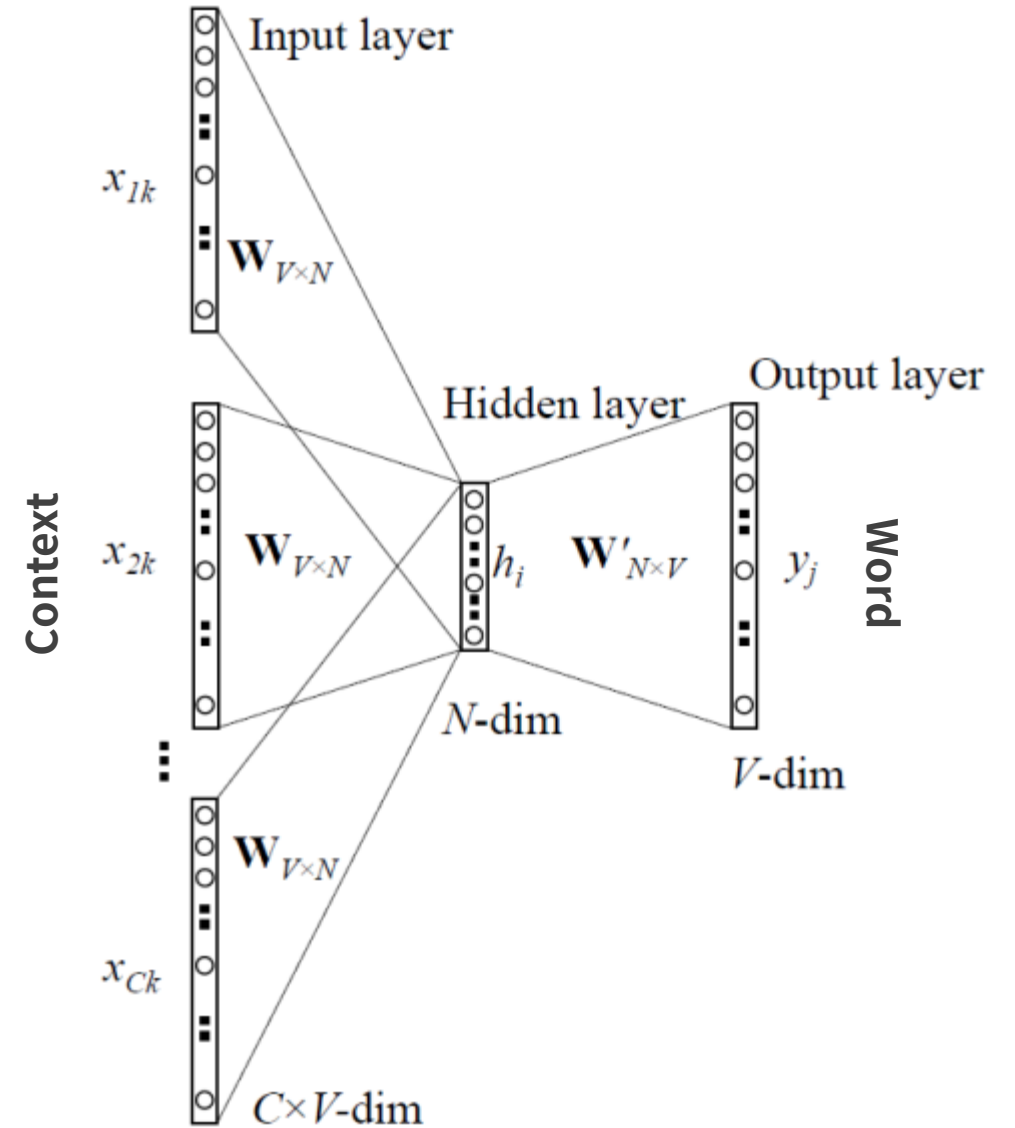 Input layer
x1k
WV×N
Hidden layer
Output layer
Context
x2k
WV×N
hi
W′N×V
yj
Word
N-dim
V-dim
WV×N
xCk
C×V-dim